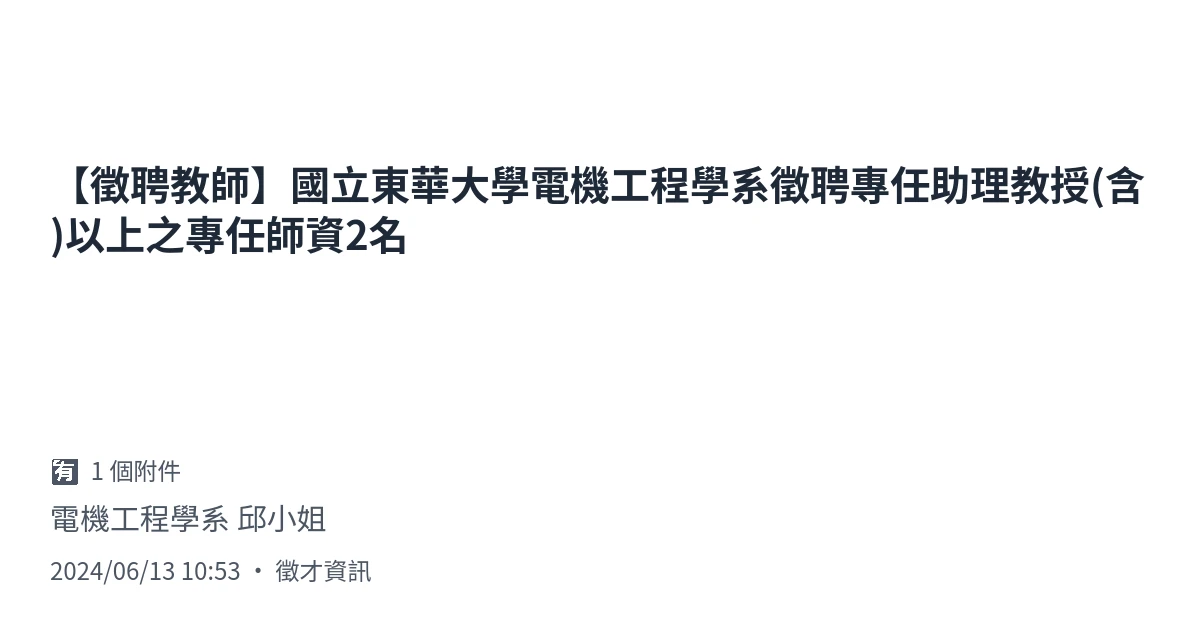 【徵聘教師】國立東華大學電機工程學系徵聘專任助理教授(含
)以上之專任師資2名
有 1 個附件
電機工程學系 邱小姐
2024/06/13 10:53 · 徵才資訊